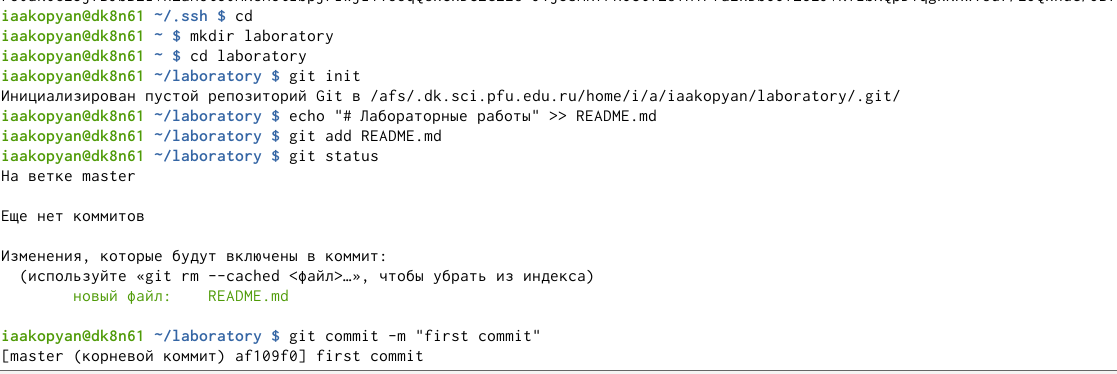 iaakopyan@dk8n61 ~/.ssh $ cd
iaakopyan@dk8n61 ~ $ mkdir laboratory
iaakopyan@dk8n61 ~ $ cd laboratory
iaakopyan@dk8n61 ~/laboratory $ git init
Инициализирован пустой репозиторий Git в /afs/.dk.sci.pfu.edu.ru/home/i/a/iaakopyan/laboratory/.git/
iaakopyan@dk8n61 ~/laboratory $ echo "# Лабораторные работы" >> README.md
iaakopyan@dk8n61 ~/laboratory $ git add README.md
iaakopyan@dk8n61 ~/laboratory $ git status
На ветке master
Еще нет коммитов
Изменения, которые будут включены в коммит:
(используйте «git rm --cached <файл>…», чтобы убрать из индекса)
новый файл: README.md
iaakopyan@dk8n61 ~/laboratory $ git commit -m "first commit"
[master (корневой коммит) af109f0] first commit